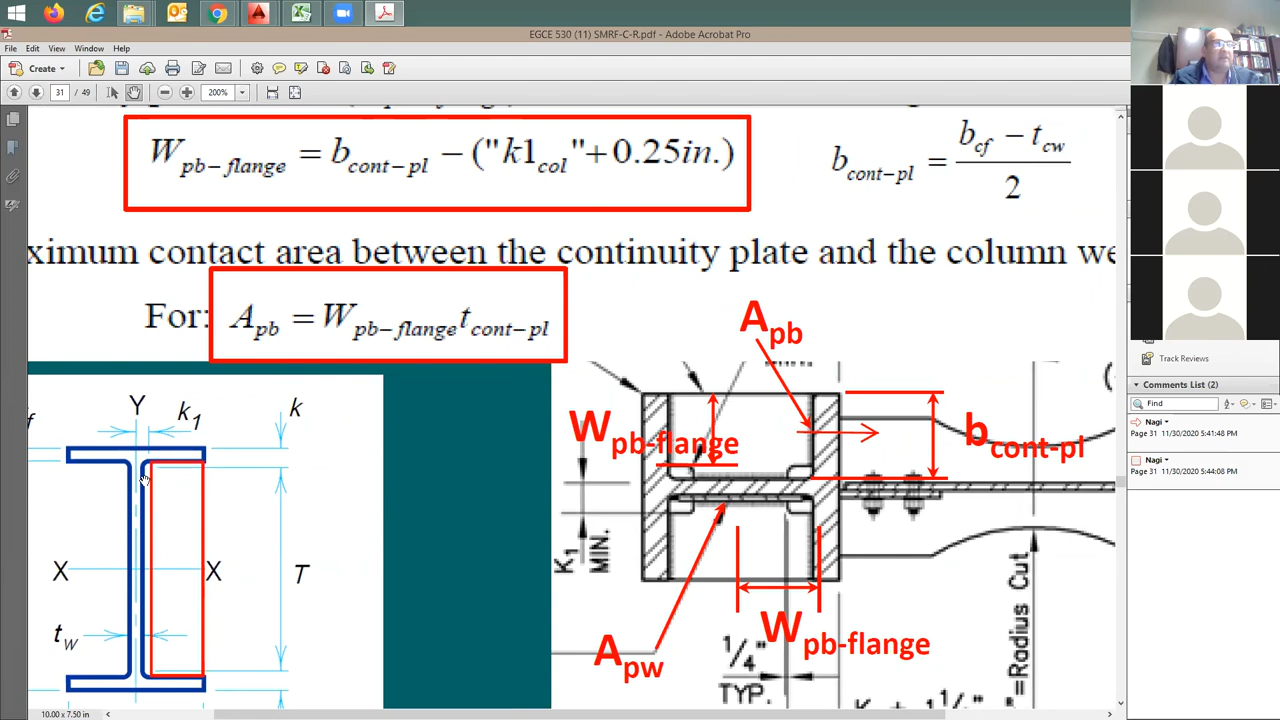 EGCE 530 (11) SMRF-C-R.pdf - Adobe Acrobat Pro
File Edit View Window Help
Create
31 / 49 200%
W_pb-flange = b_cont-pl - ("k1_col" + 0.25in.)
b_cont-pl = (b_cf - t_cw) / 2
ximum contact area between the continuity plate and the column we
For: A_pb = W_pb-flange t_cont-pl
A_pb
Y k_1 k
f
W_pb-flange
b_cont-pl
X X T
t_w
K_1 MIN.
A_pw
W_pb-flange
1/4"
TYP.
"=Radius Cut
Track Reviews
Comments List (2)
Find
Nagi
Page 31 11/30/2020 5:41:48 PM
Nagi
Page 31 11/30/2020 5:44:08 PM
10.00 x 7.50 in